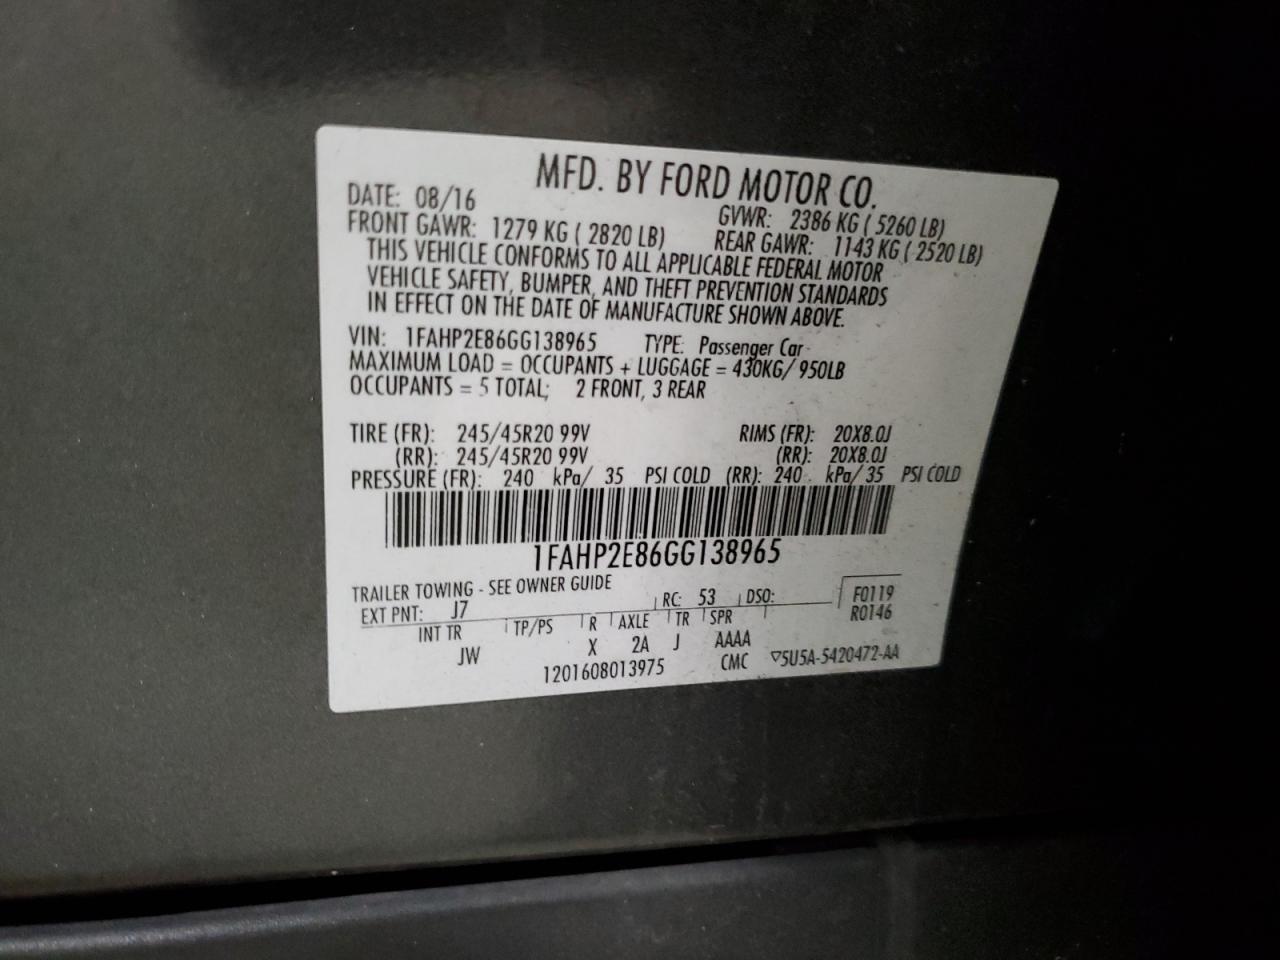 MFD. BY FORD MOTOR CO.
DATE: 08/16 GVWR: 2386 KG ( 5260 LB)
FRONT GAWR: 1279 KG ( 2820 LB) REAR GAWR: 1143 KG ( 2520 LB)
THIS VEHICLE CONFORMS TO ALL APPLICABLE FEDERAL MOTOR
VEHICLE SAFETY, BUMPER, AND THEFT PREVENTION STANDARDS
IN EFFECT ON THE DATE OF MANUFACTURE SHOWN ABOVE.
VIN: 1FAHP2E86GG138965 TYPE: Passenger Car
MAXIMUM LOAD = OCCUPANTS + LUGGAGE = 430KG/ 950LB
OCCUPANTS = 5 TOTAL; 2 FRONT, 3 REAR
TIRE (FR): 245/45R20 99V RIMS (FR): 20X8.0J
(RR): 245/45R20 99V (RR): 20X8.0J
PRESSURE (FR): 240 kPa/ 35 PSI COLD (RR): 240 kPa/ 35 PSI COLD
1FAHP2E86GG138965
TRAILER TOWING - SEE OWNER GUIDE
EXT PNT: J7 RC: 53 DSO: F0119
R0146
INT TR TP/PS R AXLE TR SPR
JW X 2A J AAAA
1201608013975 CMC ▽5U5A-5420472-AA